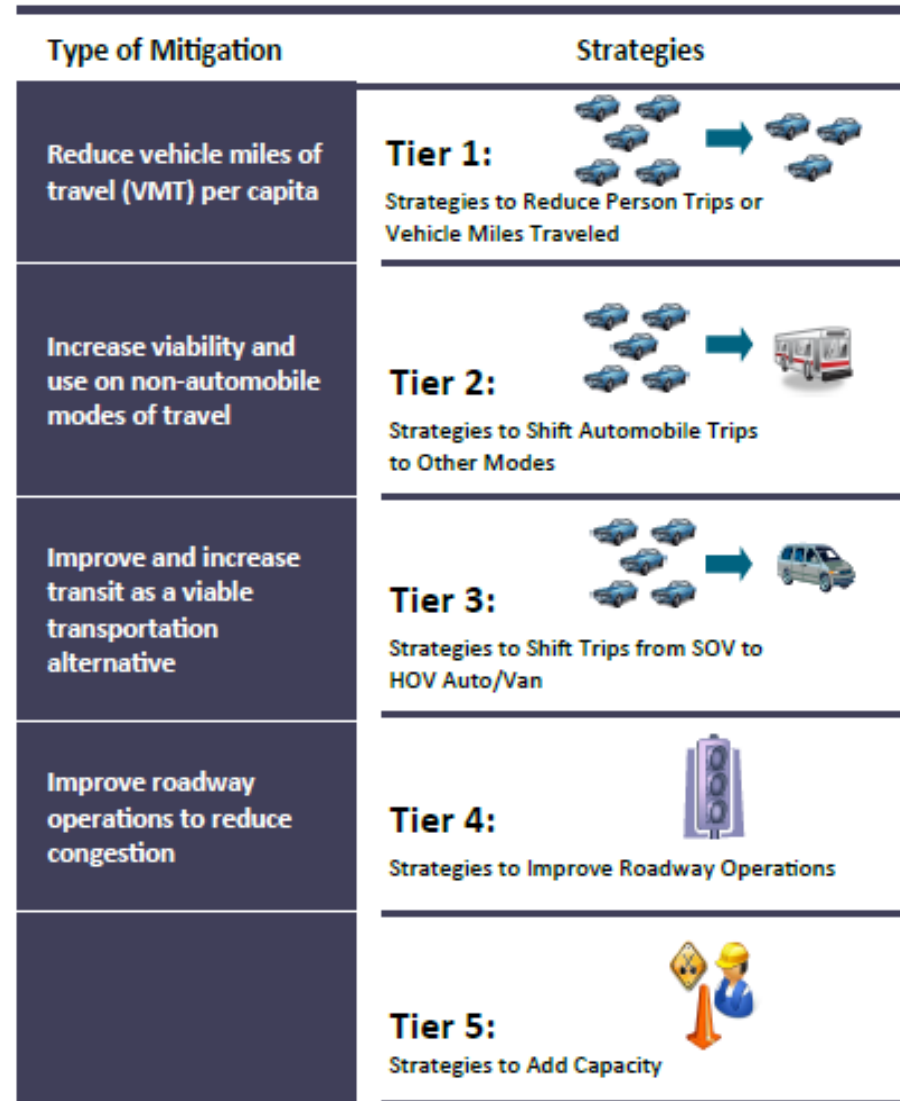 Type of Mitigation
Strategies
Reduce vehicle miles of
travel (VMT) per capita
Tier 1:
Strategies to Reduce Person Trips or
Vehicle Miles Traveled
Increase viability and
use on non-automobile
modes of travel
Tier 2:
Strategies to Shift Automobile Trips
to Other Modes
Improve and increase
transit as a viable
transportation
alternative
Tier 3:
Strategies to Shift Trips from SOV to
HOV Auto/Van
Improve roadway
operations to reduce
congestion
Tier 4:
Strategies to Improve Roadway Operations
Tier 5:
Strategies to Add Capacity